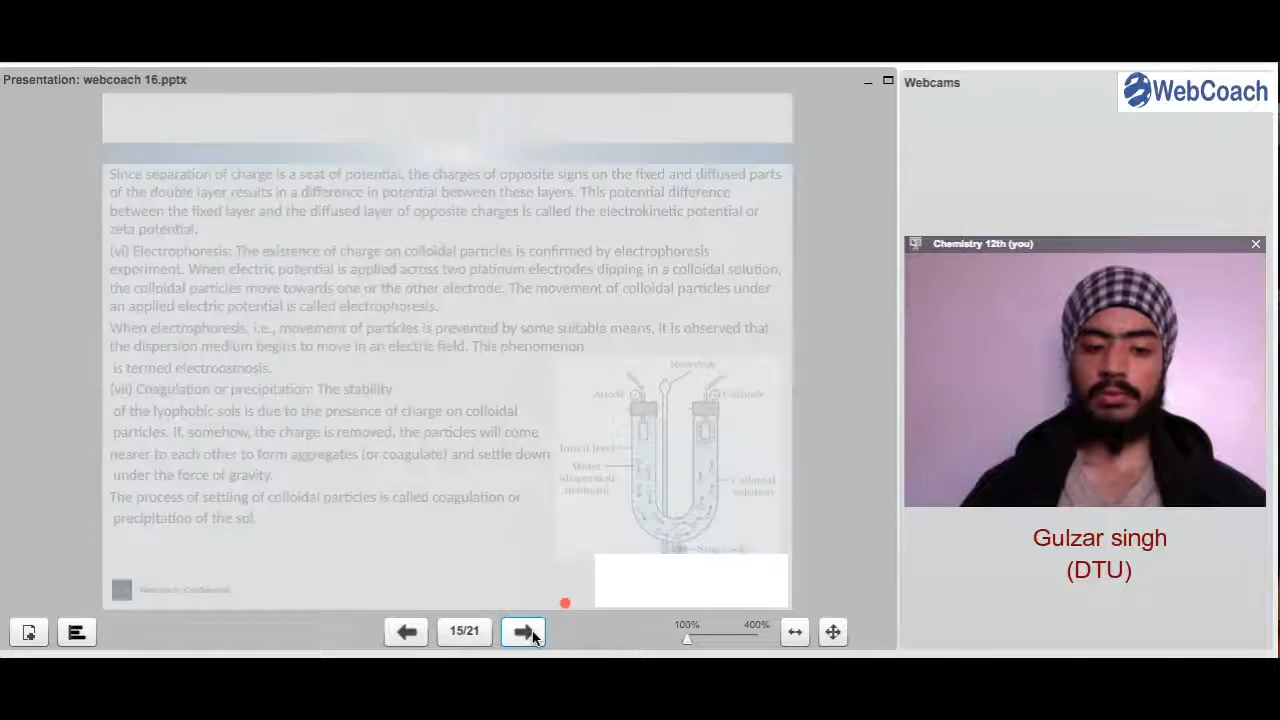 Presentation: webcoach 16.pptx
Webcams
WebCoach
Since separation of charge is a seat of potential, the charges of opposite signs on the fixed and diffused parts
of the double layer results in a difference in potential between these layers. This potential difference
between the fixed layer and the diffused layer of opposite charges is called the electrokinetic potential or
zeta potential.
(vi) Electrophoresis: The existence of charge on colloidal particles is confirmed by electrophoresis
experiment. When electric potential is applied across two platinum electrodes dipping in a colloidal solution,
the colloidal particles move towards one or the other electrode. The movement of colloidal particles under
an applied electric potential is called electrophoresis.
When electrophoresis, i.e., movement of particles is prevented by some suitable means, it is observed that
the dispersion medium begins to move in an electric field. This phenomenon
is termed electroosmosis.
(vii) Coagulation or precipitation: The stability
of the lyophobic sols is due to the presence of charge on colloidal
particles. If, somehow, the charge is removed, the particles will come
nearer to each other to form aggregates (or coagulate) and settle down
under the force of gravity.
The process of settling of colloidal particles is called coagulation or
precipitation of the sol.
Reservoir
Anode
Cathode
Initial level
Water
(dispersion
medium)
Colloidal
solution
Stop cock
Webcoach Confidential
Chemistry 12th (you)
Gulzar singh
(DTU)
15/21
100%
400%